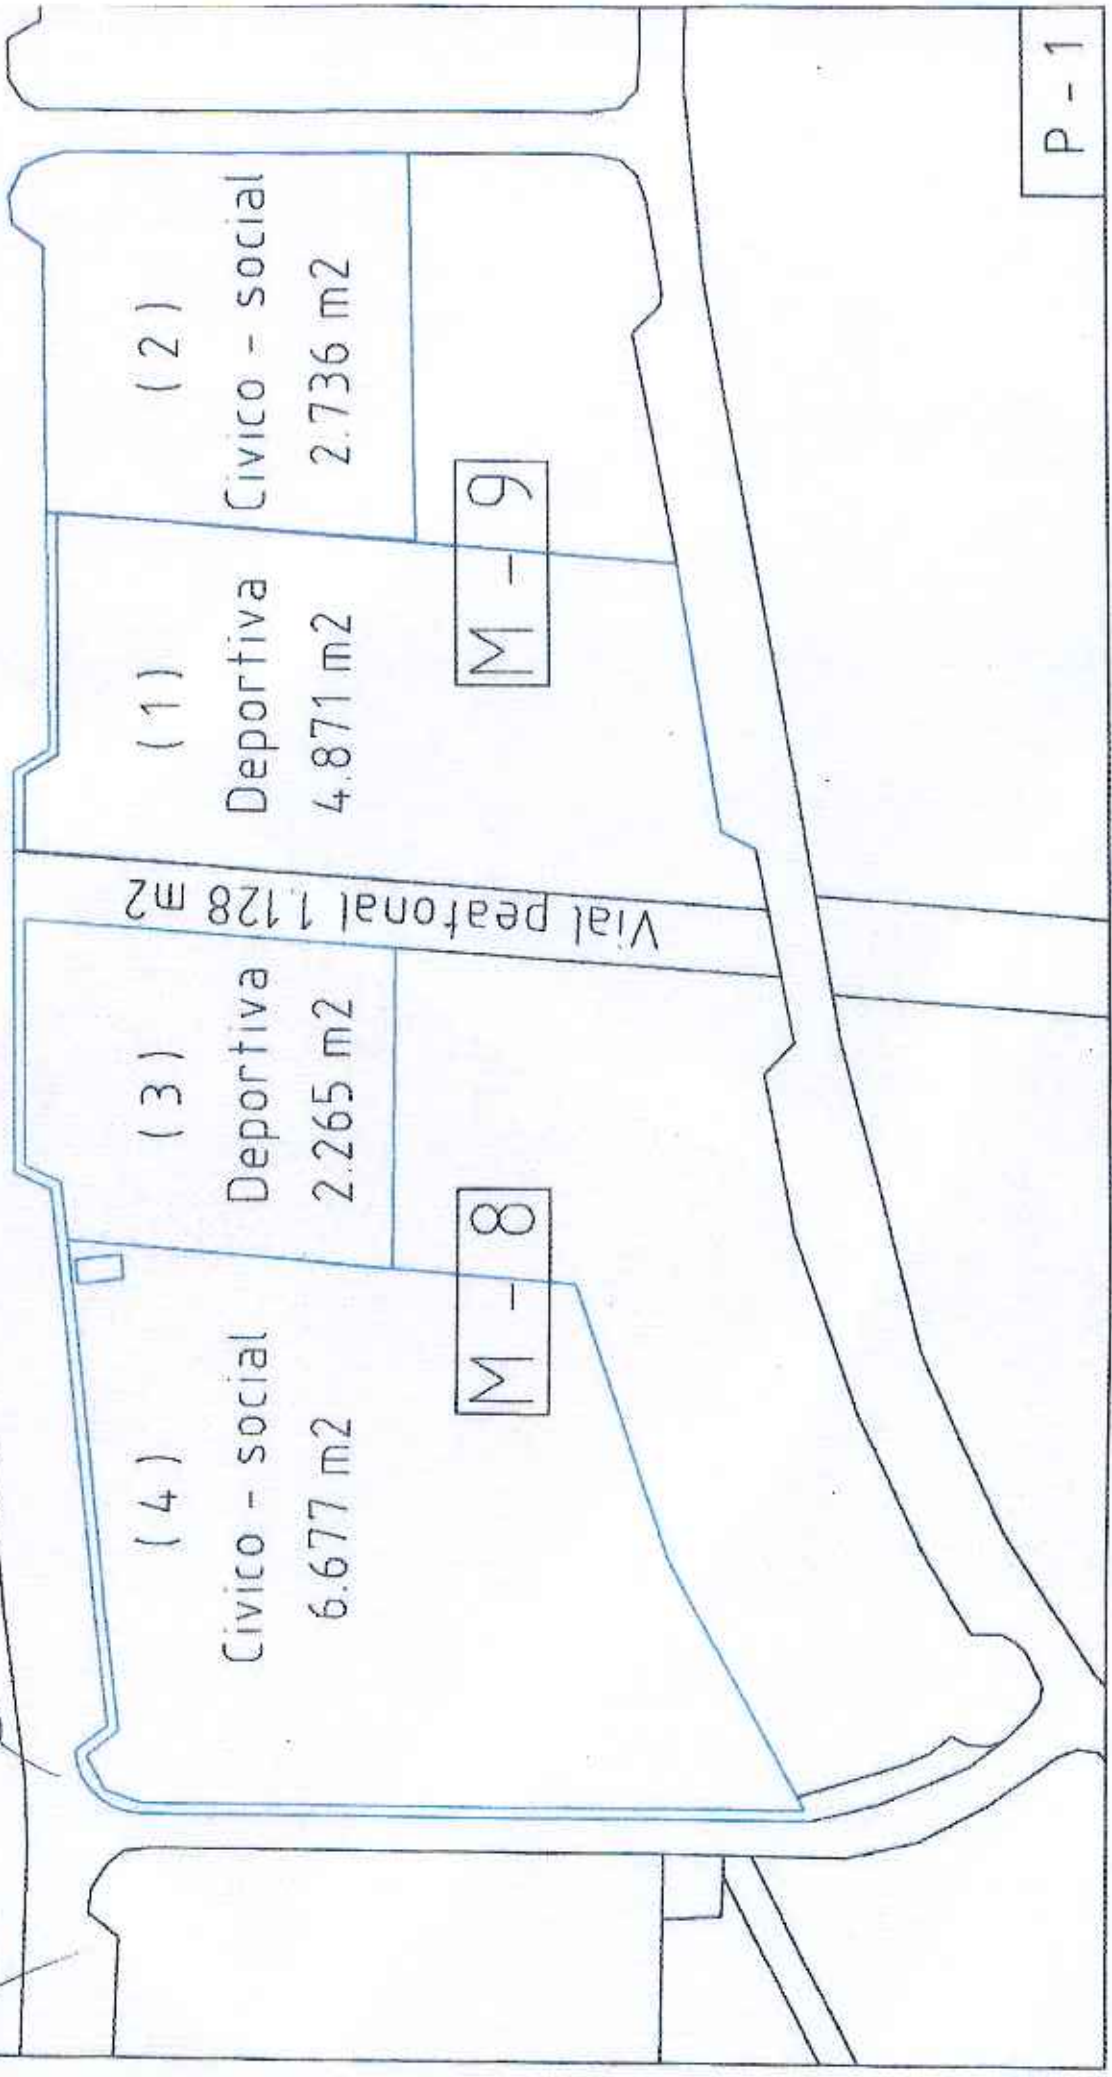 ( 4 )
Civico - social
6.677 m2
( 3 )
Deportiva
2.265 m2
Vial peatonal 1.128 m2
( 1 )
Deportiva
4.871 m2
( 2 )
Civico - social
2.736 m2
M - 8
M - 9
P - 1